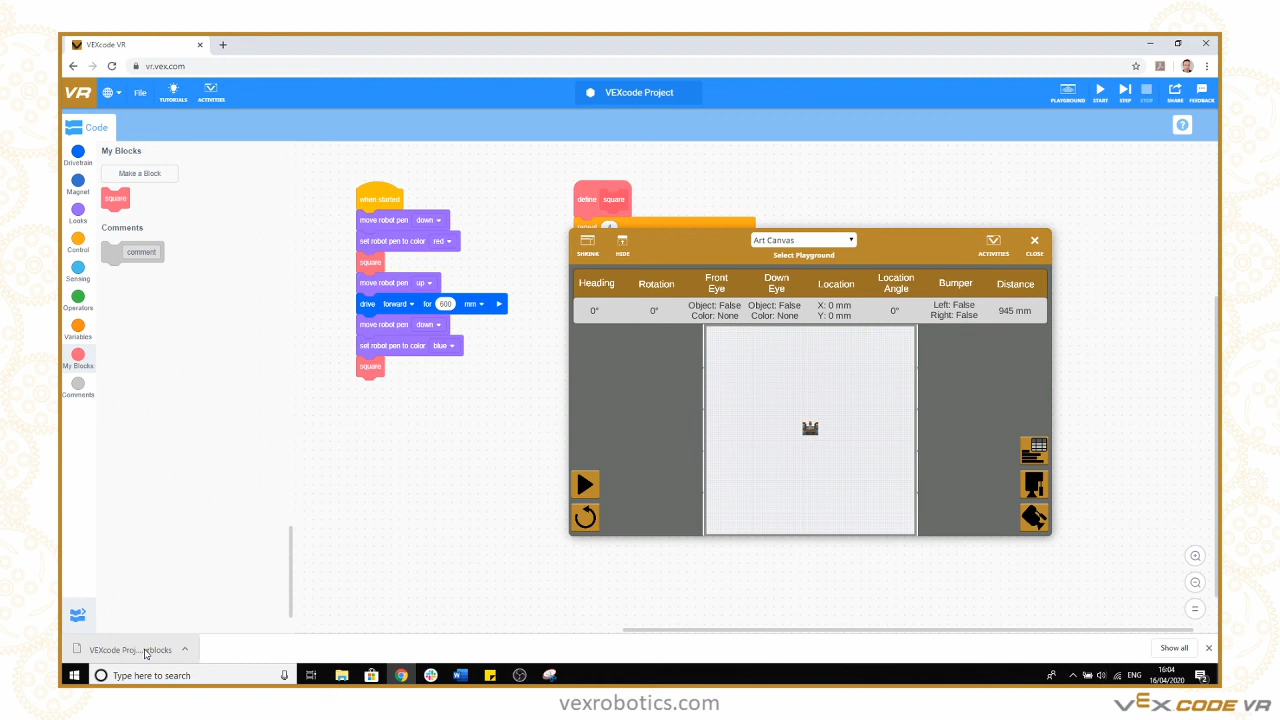 VEXcode VR
vr.vex.com
VR
File
TUTORIALS
ACTIVITIES
VEXcode Project
PLAYGROUND
START
STEP
STOP
SHARE
FEEDBACK
Code
?
Drivetrain
Magnet
Looks
Control
Sensing
Operators
Variables
My Blocks
Comments
My Blocks
Make a Block
square
Comments
comment
when started
move robot pen down
set robot pen to color red
square
move robot pen up
drive forward for 600 mm
move robot pen down
set robot pen to color blue
square
define square
SHRINK
HIDE
Art Canvas
Select Playground
ACTIVITIES
CLOSE
Heading Rotation Front Eye Down Eye Location Location Angle Bumper Distance
0° 0° Object: False Color: None Object: False Color: None X: 0 mm Y: 0 mm 0° Left: False Right: False 945 mm
VEXcode Proj....rblocks
Show all
Type here to search
ENG
16:04
16/04/2020
2
vexrobotics.com
VEX CODE VR